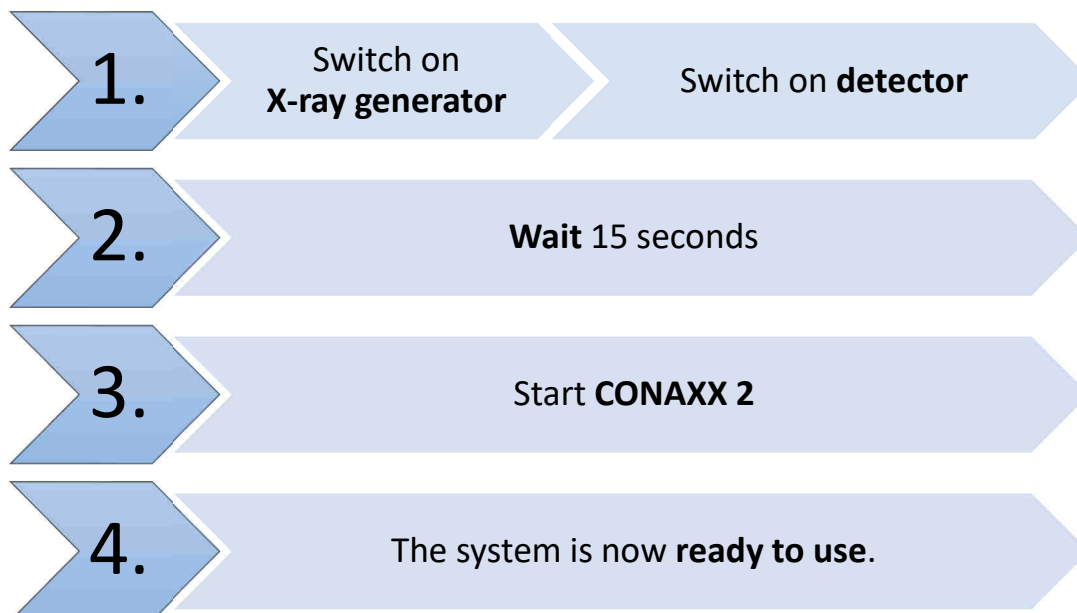 1.
Switch on
X-ray generator
Switch on detector
2.
Wait 15 seconds
3.
Start CONAXX 2
4.
The system is now ready to use.